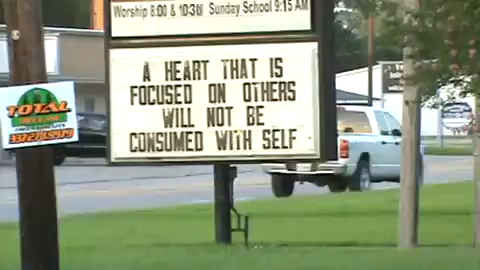 Worship 8:00 & 10:30 Sunday School 9:15 AM
A HEART THAT IS
FOCUSED ON OTHERS
WILL NOT BE
CONSUMED WITH SELF
TOTAL